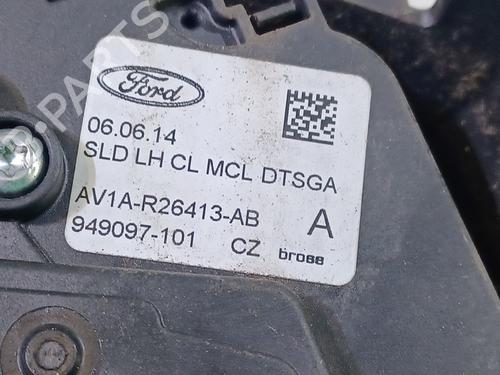 Ford
06.06.14
SLD LH CL MCL DTSGA
AV1A-R26413-AB A
949097-101 CZ brose